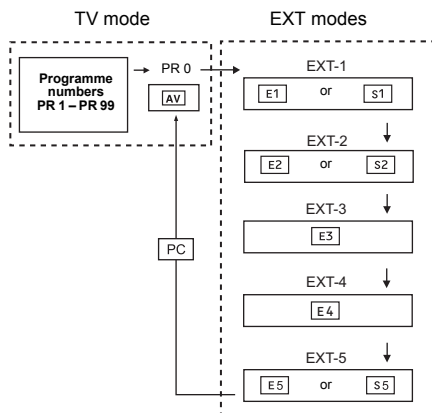 TV mode
EXT modes
Programme
numbers
PR 1 – PR 99
PR 0
AV
EXT-1
E1 or S1
EXT-2
E2 or S2
EXT-3
E3
PC
EXT-4
E4
EXT-5
E5 or S5